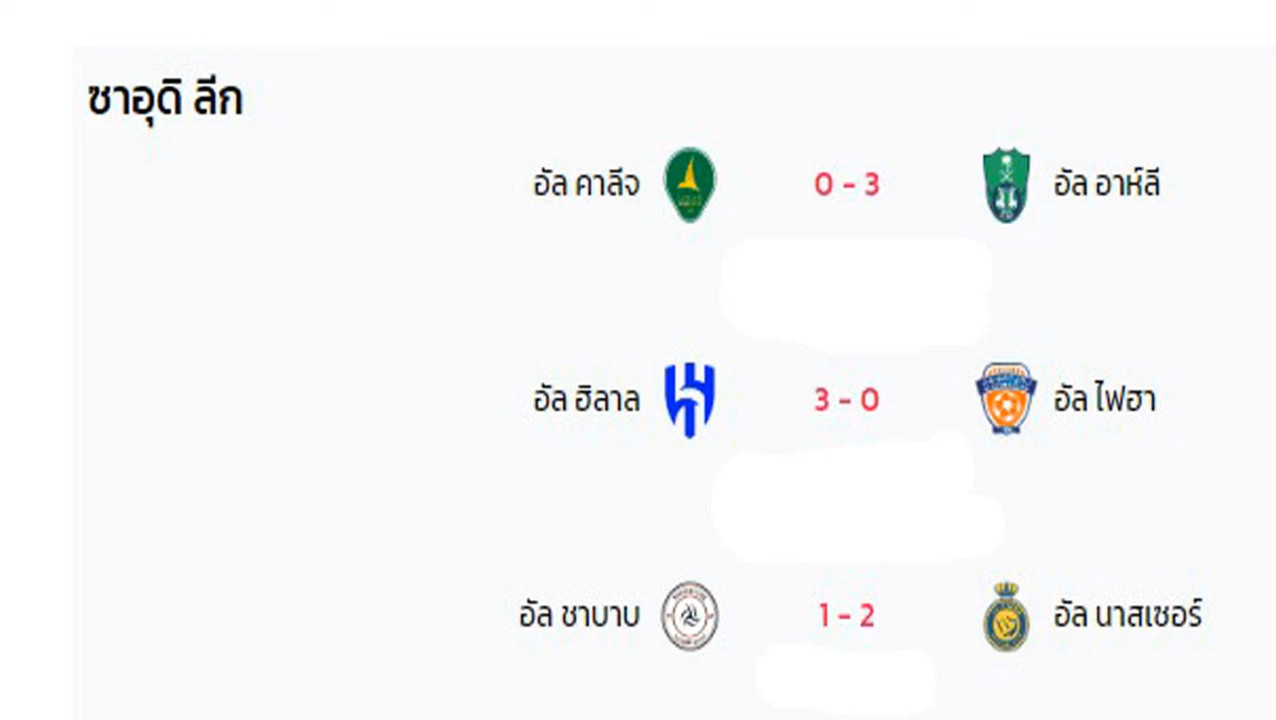 ซาอุดิ ลีก
อัล คาลีจ 0 - 3 อัล อาห์ลี
อัล ฮิลาล 3 - 0 อัล ไฟฮา
อัล ชาบาบ 1 - 2 อัล นาสเซอร์